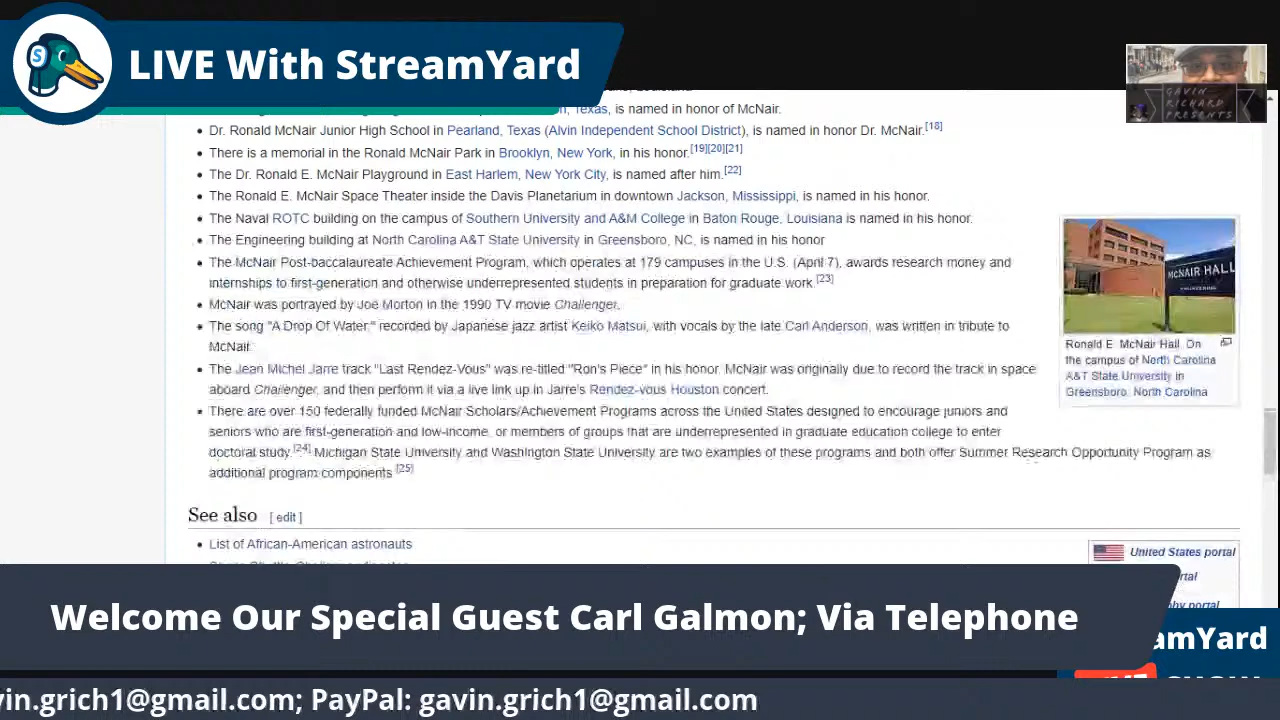 LIVE With StreamYard
Texas, is named in honor of McNair.
Dr. Ronald McNair Junior High School in Pearland, Texas (Alvin Independent School District), is named in honor Dr. McNair.[18]
There is a memorial in the Ronald McNair Park in Brooklyn, New York, in his honor.[19][20][21]
The Dr. Ronald E. McNair Playground in East Harlem, New York City, is named after him.[22]
The Ronald E. McNair Space Theater inside the Davis Planetarium in downtown Jackson, Mississippi, is named in his honor.
The Naval ROTC building on the campus of Southern University and A&M College in Baton Rouge, Louisiana is named in his honor.
The Engineering building at North Carolina A&T State University in Greensboro, NC, is named in his honor
The McNair Post-baccalaureate Achievement Program, which operates at 179 campuses in the U.S. (April 7), awards research money and
internships to first-generation and otherwise underrepresented students in preparation for graduate work.[23]
McNair was portrayed by Joe Morton in the 1990 TV movie Challenger.
The song "A Drop Of Water," recorded by Japanese jazz artist Keiko Matsui, with vocals by the late Carl Anderson, was written in tribute to
McNair.
The Jean Michel Jarre track "Last Rendez-Vous" was re-titled "Ron's Piece" in his honor. McNair was originally due to record the track in space
aboard Challenger, and then perform it via a live link up in Jarre's Rendez-vous Houston concert.
There are over 150 federally funded McNair Scholars/Achievement Programs across the United States designed to encourage juniors and
seniors who are first-generation and low-income, or members of groups that are underrepresented in graduate education college to enter
doctoral study.[24] Michigan State University and Washington State University are two examples of these programs and both offer Summer Research Opportunity Program as
additional program components.[25]
MCNAIR HALL
Ronald E. McNair Hall. On
the campus of North Carolina
A&T State University in
Greensboro, North Carolina
See also [ edit ]
List of African-American astronauts
United States portal
rtal
hy portal
GAVIN
RICHARD
PRESENTS
Welcome Our Special Guest Carl Galmon; Via Telephone
amYard
vin.grich1@gmail.com; PayPal: gavin.grich1@gmail.com